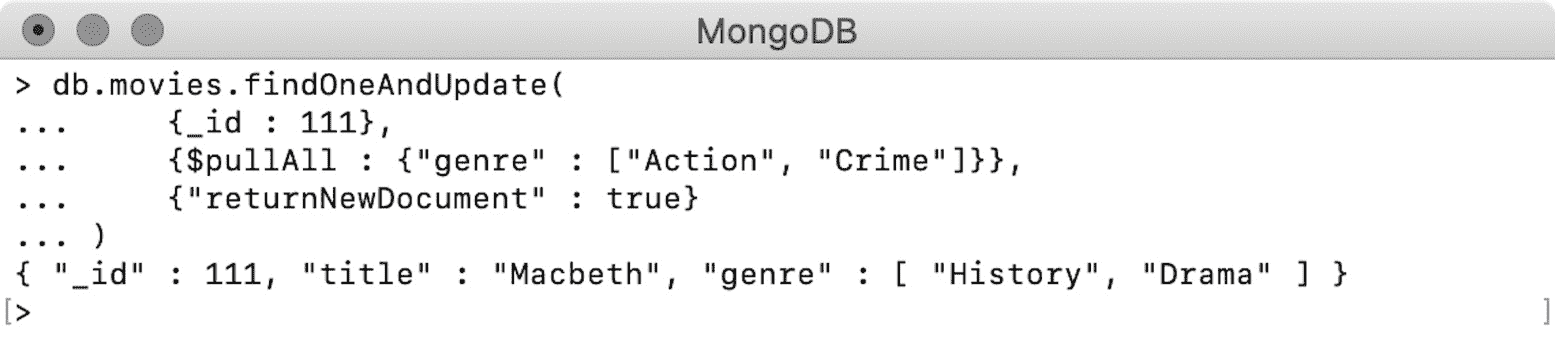 MongoDB
> db.movies.findOneAndUpdate(
...     {_id : 111},
...     {$pullAll : {"genre" : ["Action", "Crime"]}},
...     {"returnNewDocument" : true}
... )
{ "_id" : 111, "title" : "Macbeth", "genre" : [ "History", "Drama" ] }
[> ]